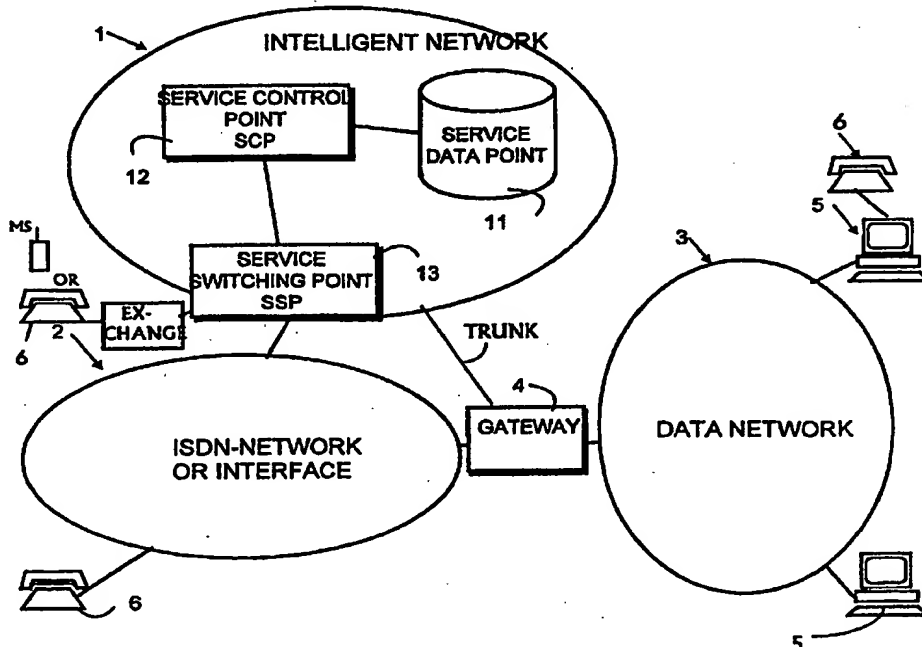 1
INTELLIGENT NETWORK
SERVICE CONTROL
POINT
SCP
SERVICE
DATA POINT
12
11
6
5
MS
OR
SERVICE
SWITCHING POINT
SSP
13
3
EX-
CHANGE
2
6
TRUNK
4
GATEWAY
ISDN-NETWORK
OR INTERFACE
DATA NETWORK
6
5